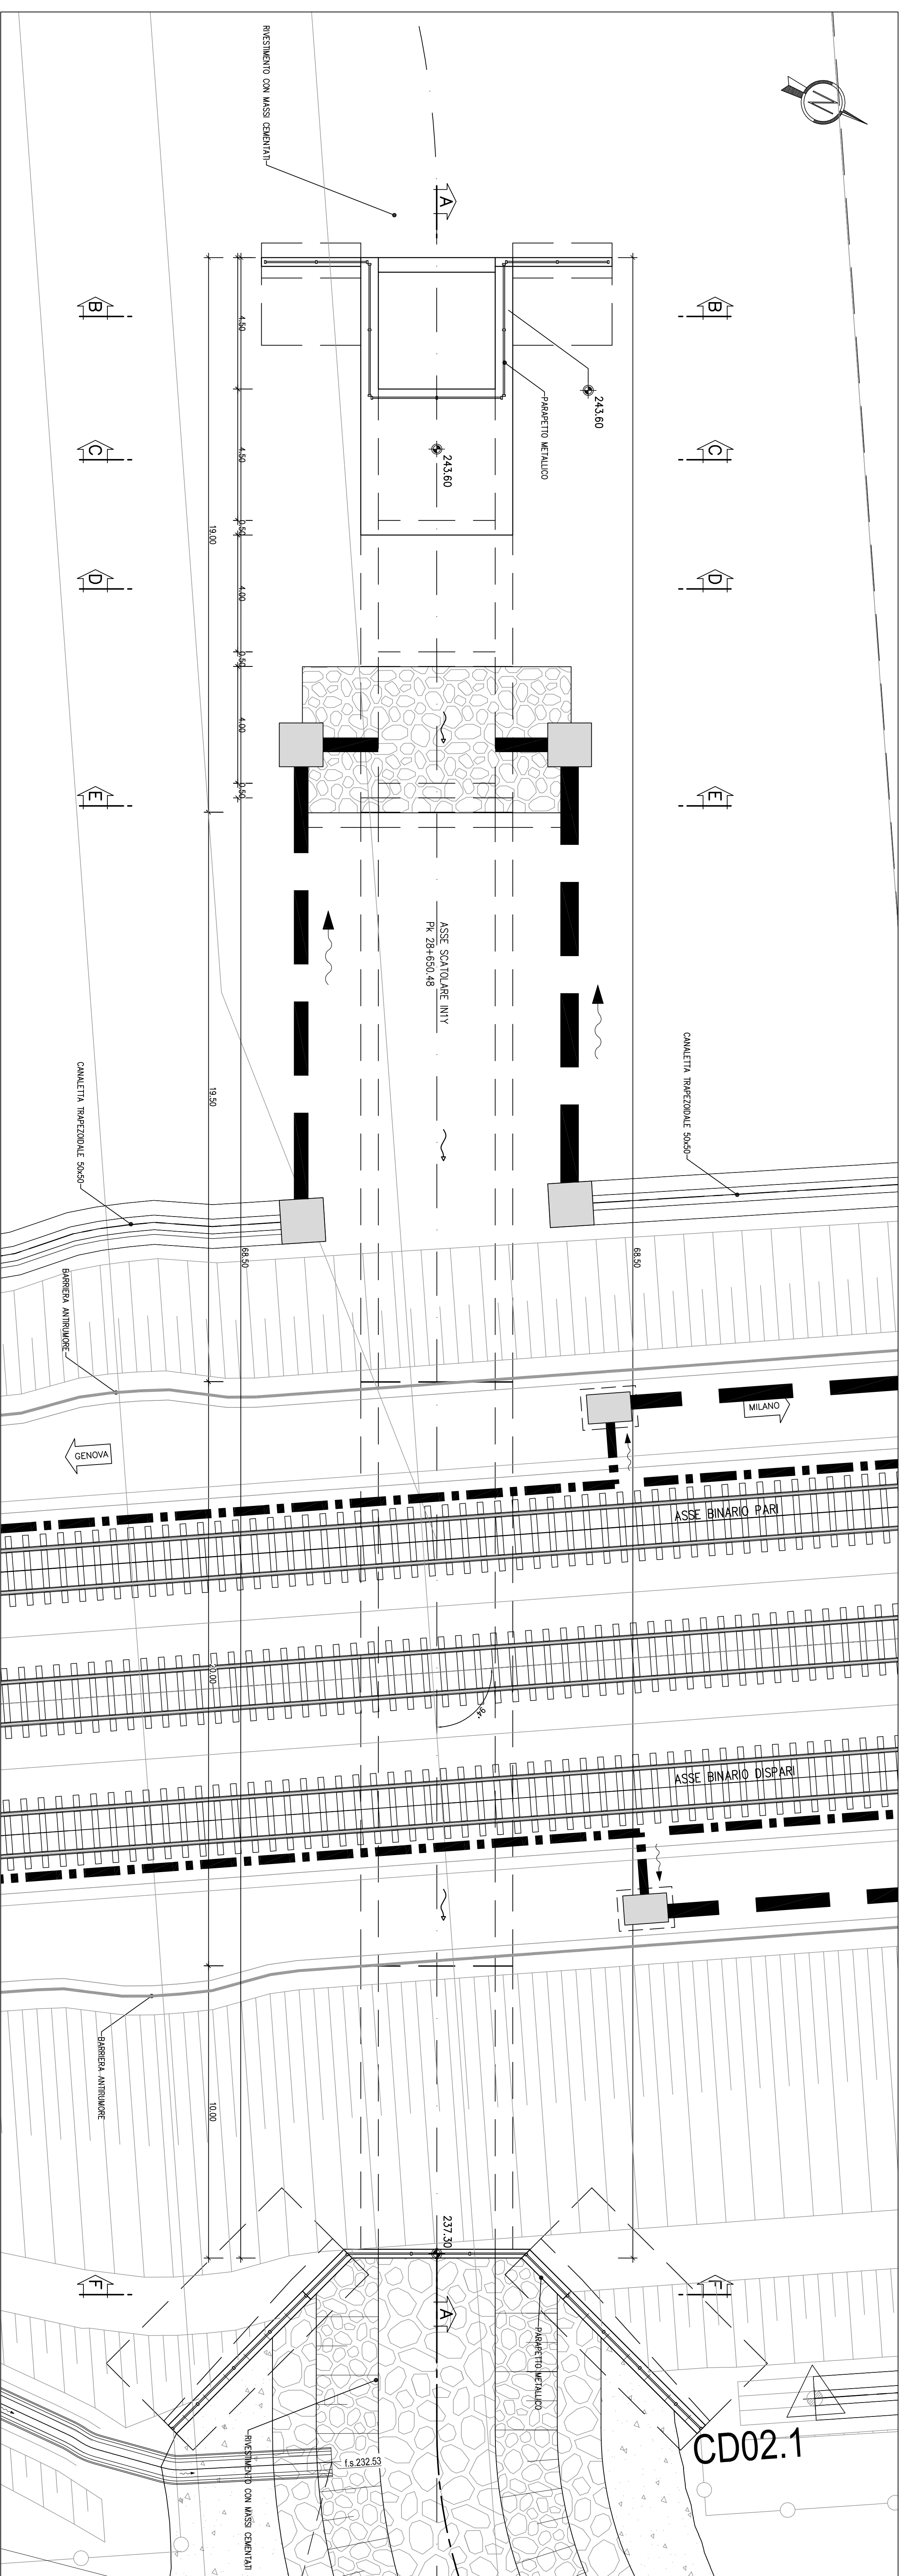 RIVESTIMENTO CON MASSI CEMENTATI
N
A
B
B
4.50
243.60
PARAPETTO METALLICO
C
C
4.50
243.60
0.50
19.00
D
D
4.00
0.50
4.00
0.50
E
E
ASSE SCATOLARE IN1Y
Pk 28+650.48
CANALETTA TRAPEZOIDALE 50x50
CANALETTA TRAPEZOIDALE 50x50
19.50
68.50
68.50
BARRIERA ANTIRUMORE
MILANO
GENOVA
ASSE BINARIO PARI
20.00
ASSE BINARIO DISPARI
BARRIERA ANTIRUMORE
10.00
237.30
F
F
A
PARAPETTO METALLICO
CD02.1
f.s.232.53
RIVESTIMENTO CON MASSI CEMENTATI